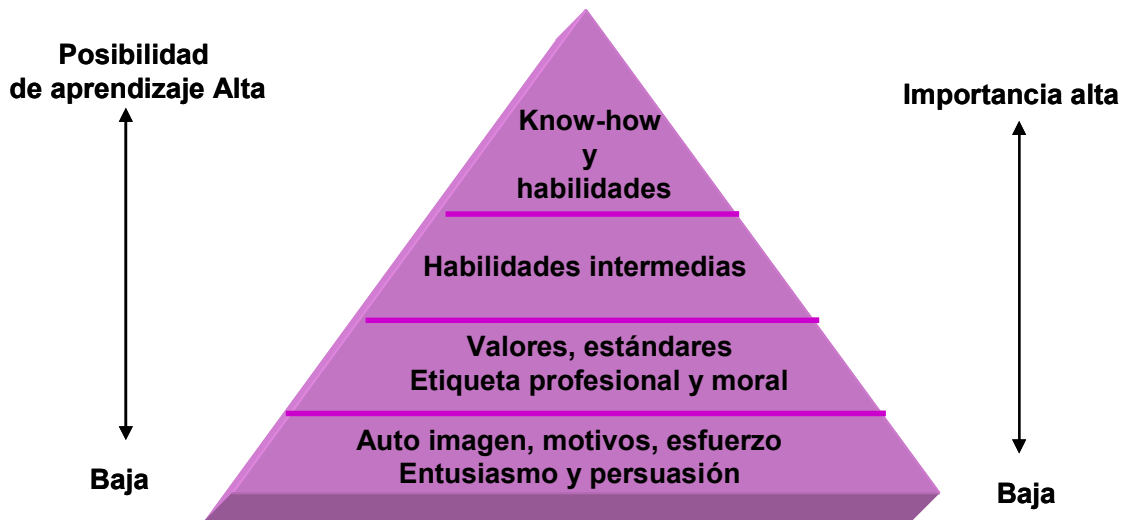 Posibilidad
de aprendizaje Alta
Importancia alta
Know-how
y
habilidades
Habilidades intermedias
Valores, estándares
Etiqueta profesional y moral
Auto imagen, motivos, esfuerzo
Entusiasmo y persuasión
Baja
Baja